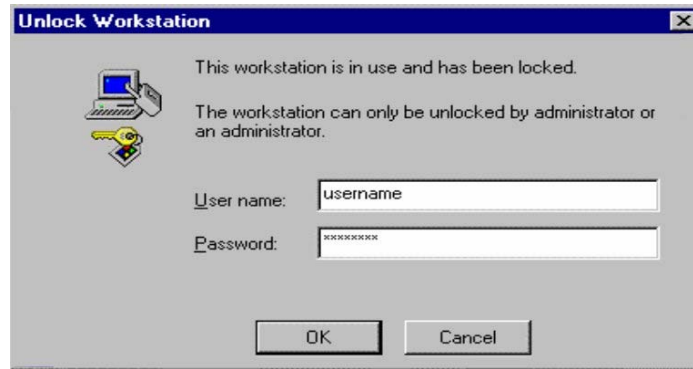 Unlock Workstation
This workstation is in use and has been locked.
The workstation can only be unlocked by administrator or
an administrator.
User name: username
Password: ********
OK Cancel